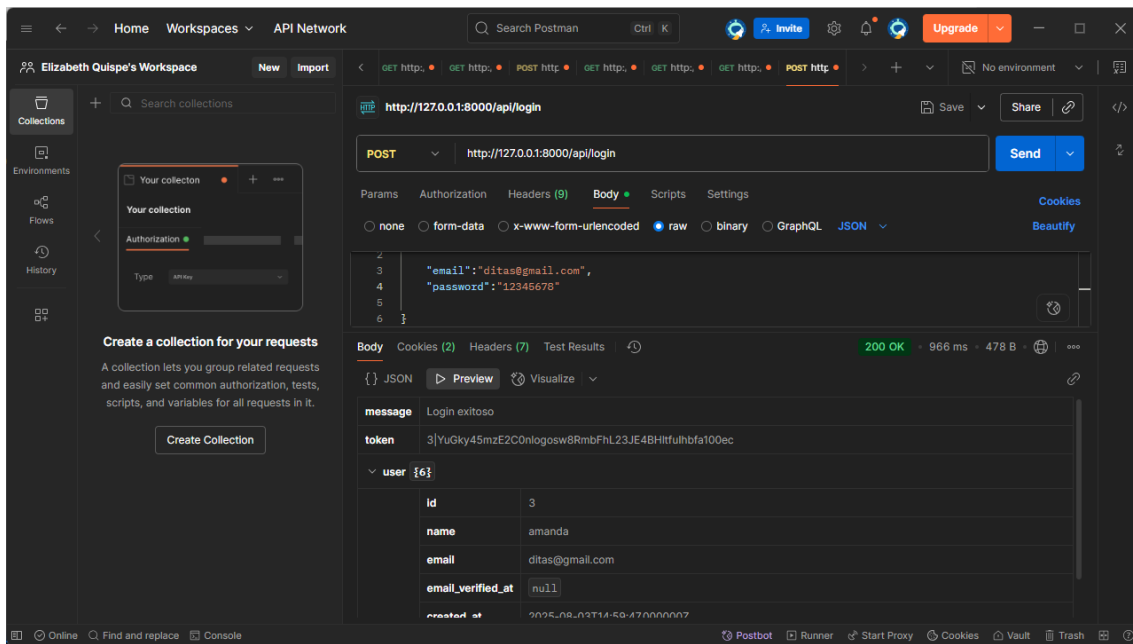 Home Workspaces API Network Search Postman Ctrl K Invite Upgrade
Elizabeth Quispe's Workspace New Import GET http:, GET http:, POST http GET http:, GET http:, GET http:, POST http No environment
Collections
Environments
Flows
History
Search collections
Your collecton
Your collection
Authorization
Type API Key
Create a collection for your requests
A collection lets you group related requests
and easily set common authorization, tests,
scripts, and variables for all requests in it.
Create Collection
HTTP http://127.0.0.1:8000/api/login Save Share
POST http://127.0.0.1:8000/api/login Send
Params Authorization Headers (9) Body Scripts Settings Cookies
none form-data x-www-form-urlencoded raw binary GraphQL JSON Beautify
2
3 "email":"ditas@gmail.com",
4 "password":"12345678"
5
6 }
Body Cookies (2) Headers (7) Test Results 200 OK 966 ms 478 B
{} JSON Preview Visualize
message Login exitoso
token 3|YuGky45mzE2C0nlogosw8RmbFhL23JE4BHltfulhbfa100ec
user {6}
id 3
name amanda
email ditas@gmail.com
email_verified_at null
created_at 2025-08-03T14:59:47.000000Z
Online Find and replace Console Postbot Runner Start Proxy Cookies Vault Trash